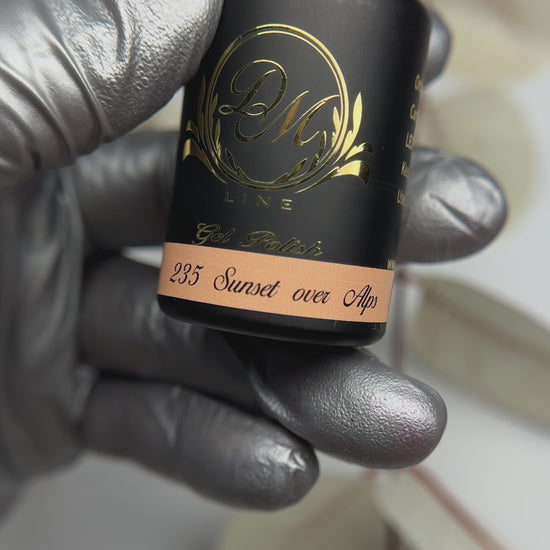 DM
LINE
Gel Polish
235 Sunset over Alps